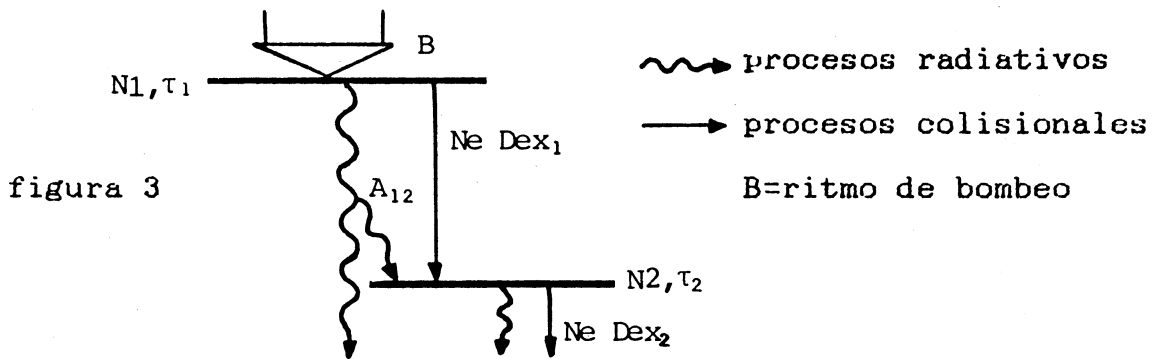 B
procesos radiativos
N1,τ₁
procesos colisionales
Ne Dex₁
figura 3
A₁₂
B=ritmo de bombeo
N2,τ₂
Ne Dex₂